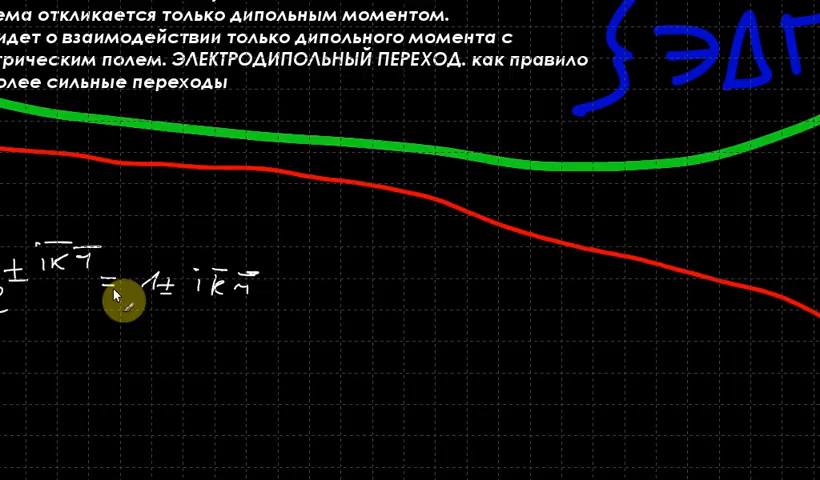 ема откликается только дипольным моментом.
идет о взаимодействии только дипольного момента с
трическим полем. ЭЛЕКТРОДИПОЛЬНЫЙ ПЕРЕХОД. как правило
олее сильные переходы
{ ЭДП
e^{± i k̅ r̅} = 1 ± i k̅ r̅